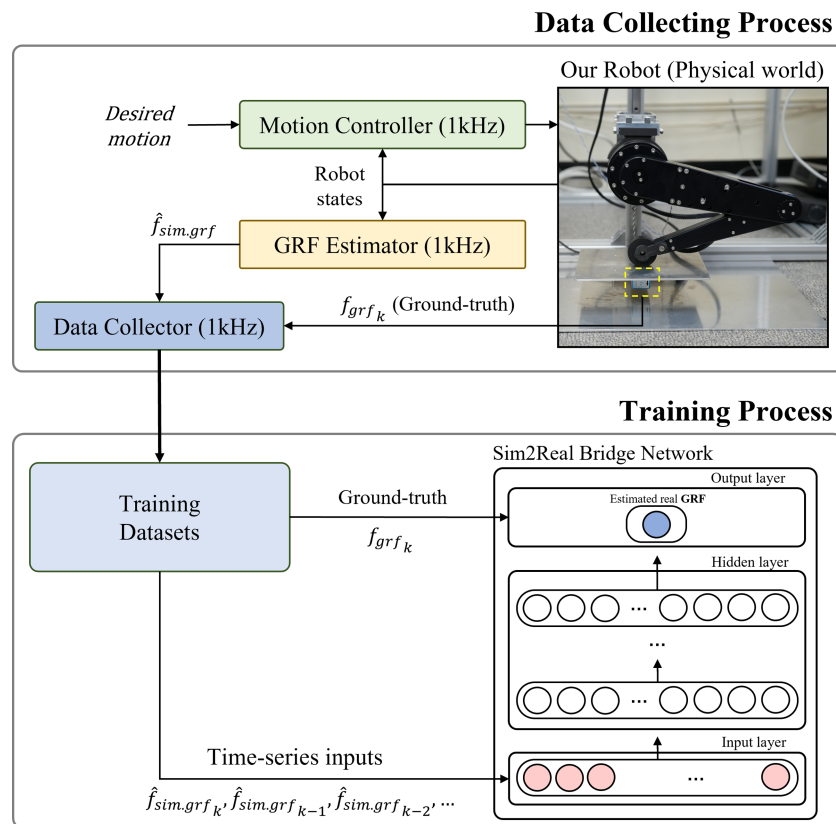 Data Collecting Process
Our Robot (Physical world)
Desired
motion
Motion Controller (1kHz)
Robot
states
f̂sim.grf
GRF Estimator (1kHz)
fgrfk (Ground-truth)
Data Collector (1kHz)
Training Process
Sim2Real Bridge Network
Output layer
Training
Datasets
Ground-truth
fgrfk
Estimated real GRF
Hidden layer
...
...
...
Time-series inputs
Input layer
...
f̂sim.grfk, f̂sim.grfk−1, f̂sim.grfk−2, ...